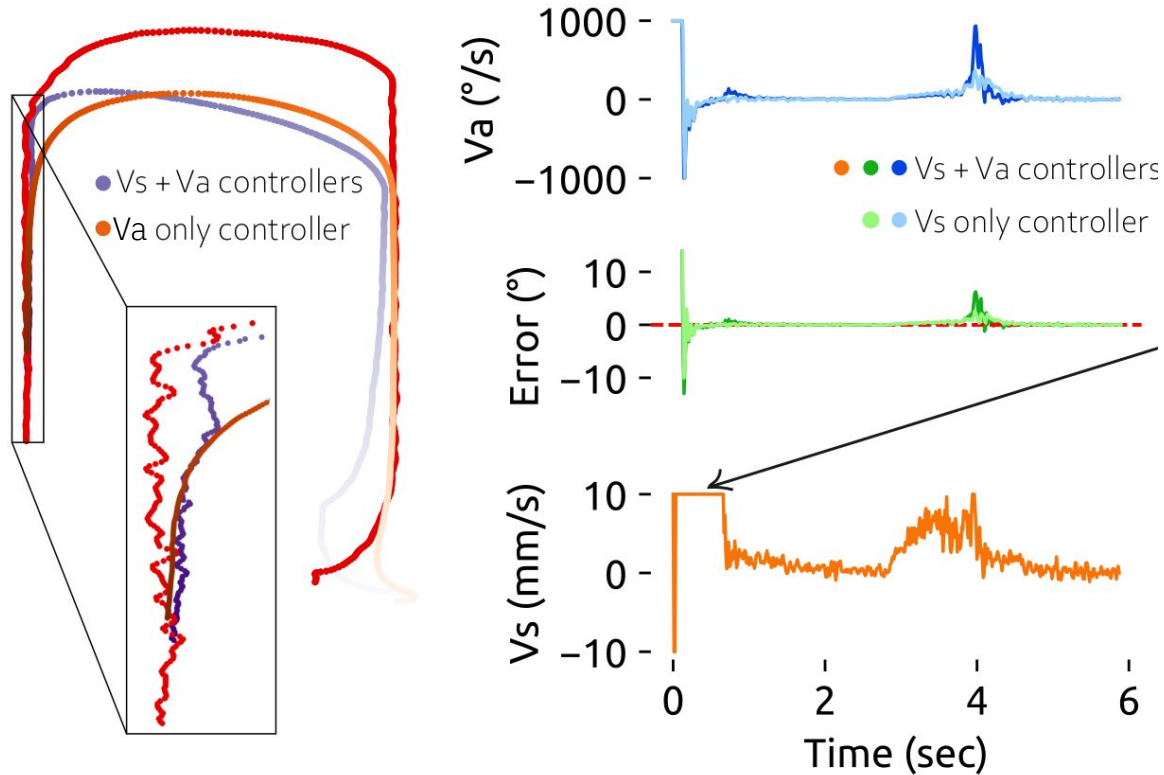 Vs + Va controllers
Va only controller
Va (°/s)
1000
0
−1000
Vs + Va controllers
Vs only controller
Error (°)
10
0
−10
Vs (mm/s)
10
0
−10
0 2 4 6
Time (sec)